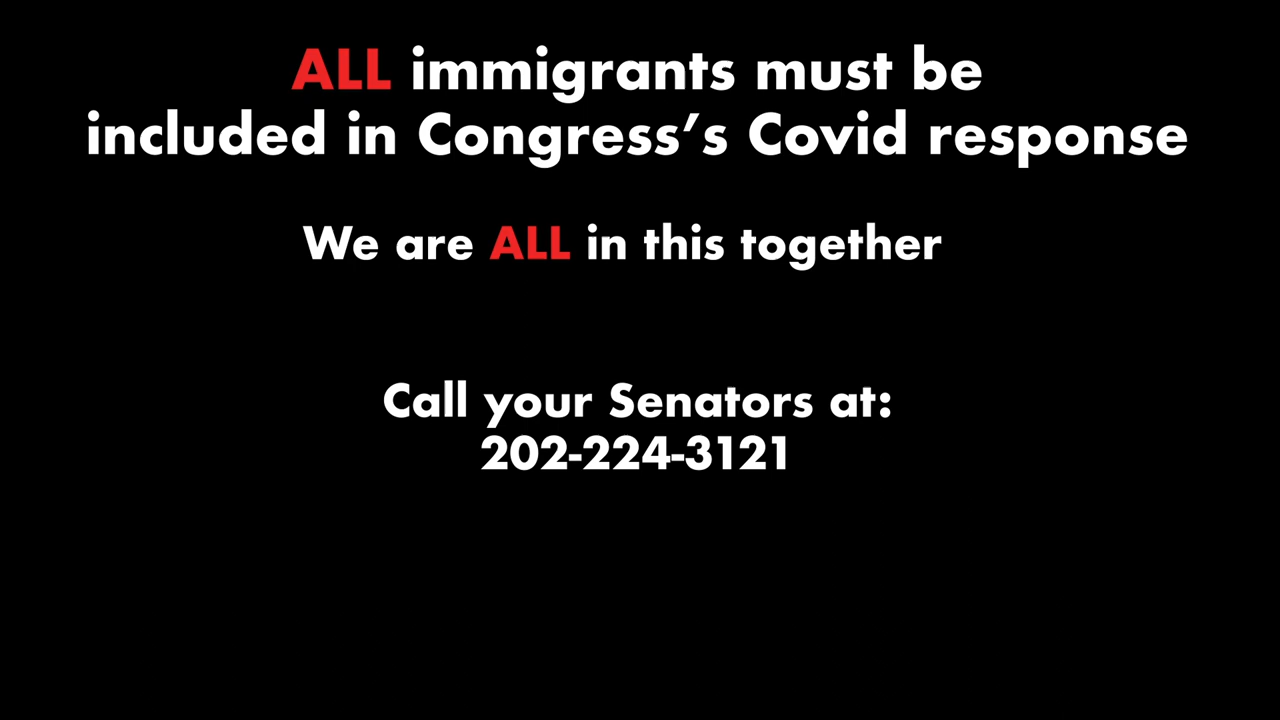 ALL immigrants must be
included in Congress’s Covid response
We are ALL in this together
Call your Senators at:
202-224-3121